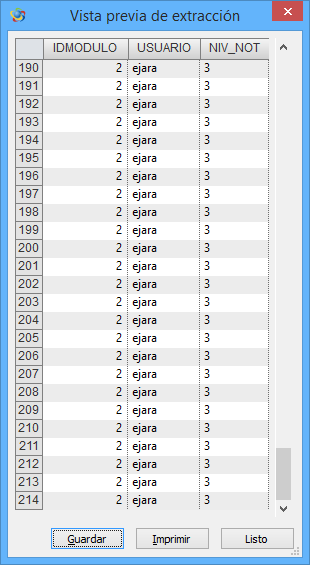 Vista previa de extracción
IDMODULO USUARIO NIV_NOT
190 2 ejara 3
191 2 ejara 3
192 2 ejara 3
193 2 ejara 3
194 2 ejara 3
195 2 ejara 3
196 2 ejara 3
197 2 ejara 3
198 2 ejara 3
199 2 ejara 3
200 2 ejara 3
201 2 ejara 3
202 2 ejara 3
203 2 ejara 3
204 2 ejara 3
205 2 ejara 3
206 2 ejara 3
207 2 ejara 3
208 2 ejara 3
209 2 ejara 3
210 2 ejara 3
211 2 ejara 3
212 2 ejara 3
213 2 ejara 3
214 2 ejara 3
Guardar Imprimir Listo